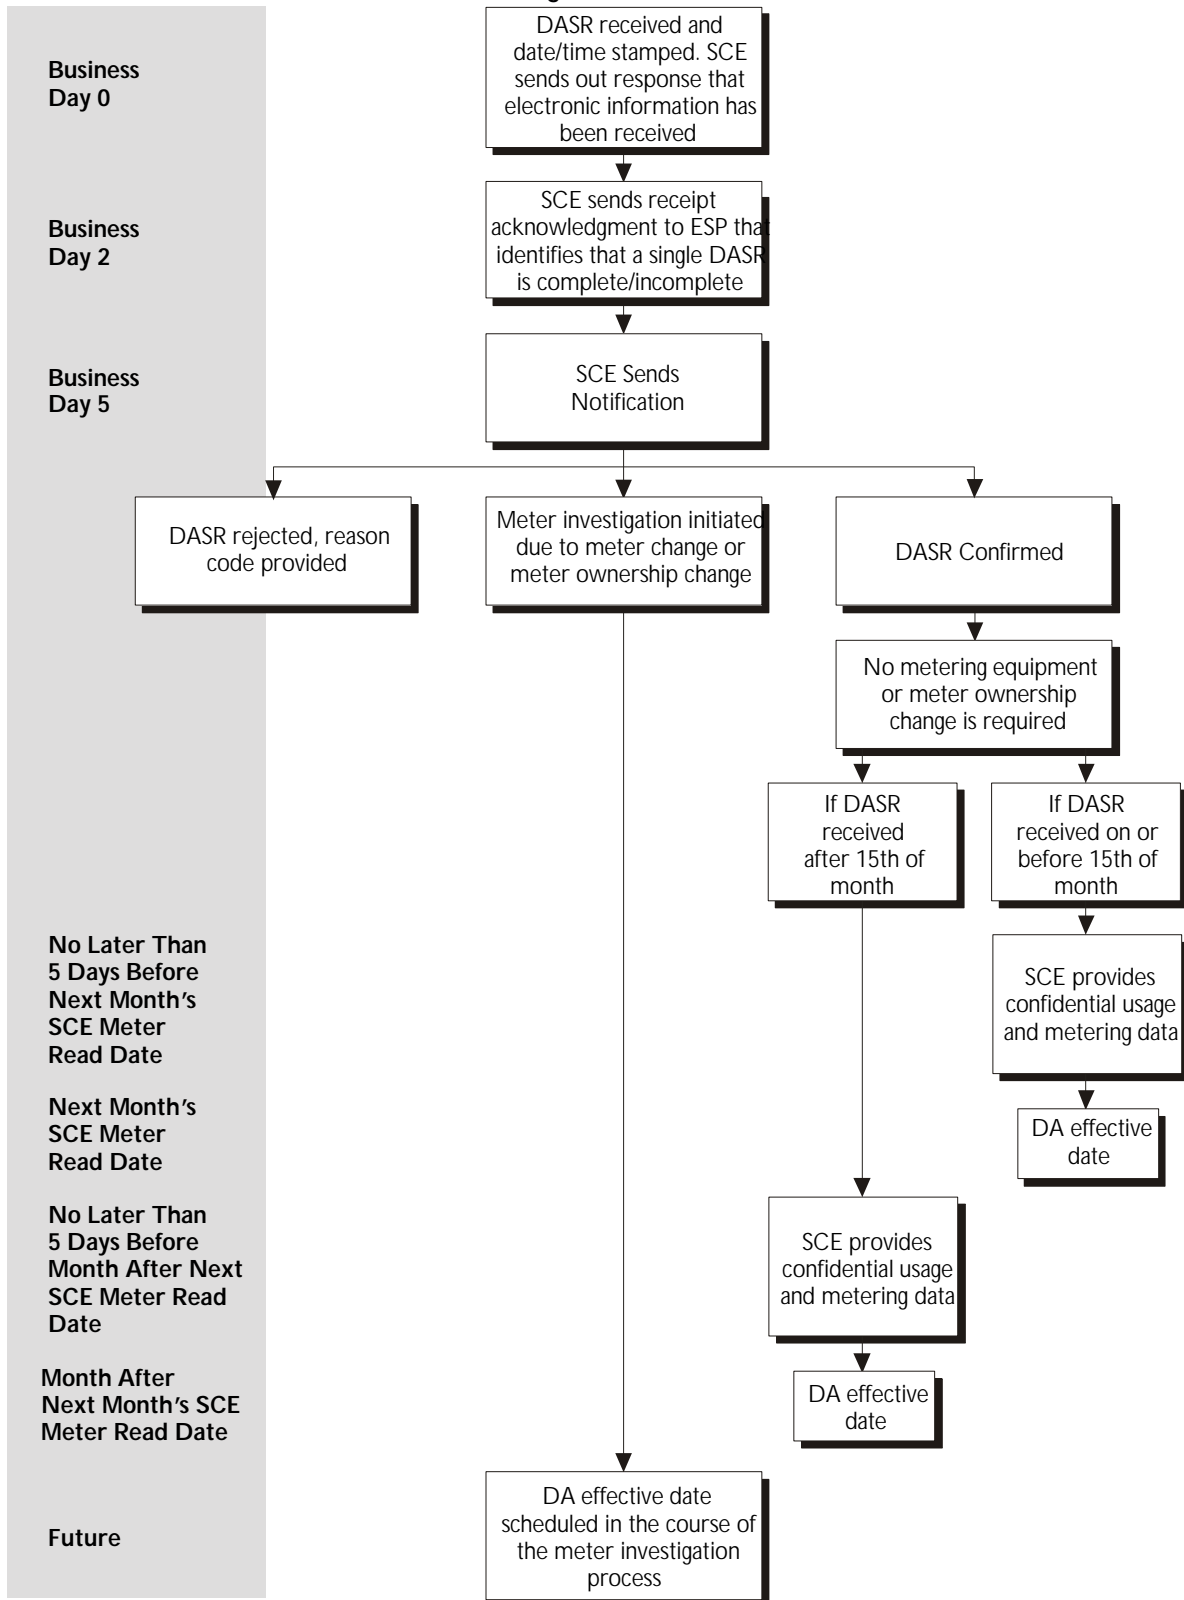 Business
Day 0
DASR received and
date/time stamped. SCE
sends out response that
electronic information has
been received
Business
Day 2
SCE sends receipt
acknowledgment to ESP that
identifies that a single DASR
is complete/incomplete
Business
Day 5
SCE Sends
Notification
DASR rejected, reason
code provided
Meter investigation initiated
due to meter change or
meter ownership change
DASR Confirmed
No metering equipment
or meter ownership
change is required
If DASR
received
after 15th of
month
If DASR
received on or
before 15th of
month
No Later Than
5 Days Before
Next Month's
SCE Meter
Read Date
SCE provides
confidential usage
and metering data
Next Month's
SCE Meter
Read Date
DA effective
date
No Later Than
5 Days Before
Month After Next
SCE Meter Read
Date
SCE provides
confidential usage
and metering data
Month After
Next Month's SCE
Meter Read Date
DA effective
date
Future
DA effective date
scheduled in the course of
the meter investigation
process